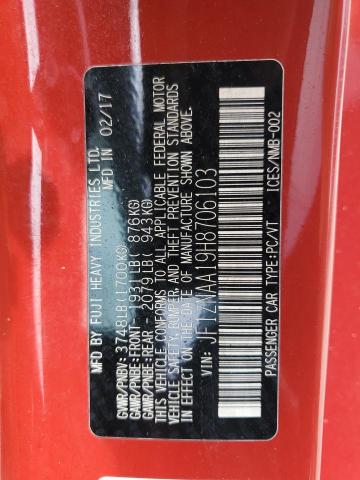 MFD BY FUJI HEAVY INDUSTRIES LTD.
MFD IN 02/17
GVWR/PNBV: 3748LB(1700KG)
GAWR/PNBE:FRONT- 1931LB( 876KG)
GAWR/PNBE:REAR - 2079LB( 943KG)
THIS VEHICLE CONFORMS TO ALL APPLICABLE FEDERAL MOTOR
VEHICLE SAFETY, BUMPER, AND THEFT PREVENTION STANDARDS
IN EFFECT ON THE DATE OF MANUFACTURE SHOWN ABOVE.
VIN: JF1ZNAA19H8706103
PASSENGER CAR TYPE:PC/VT ICES/NMB-002